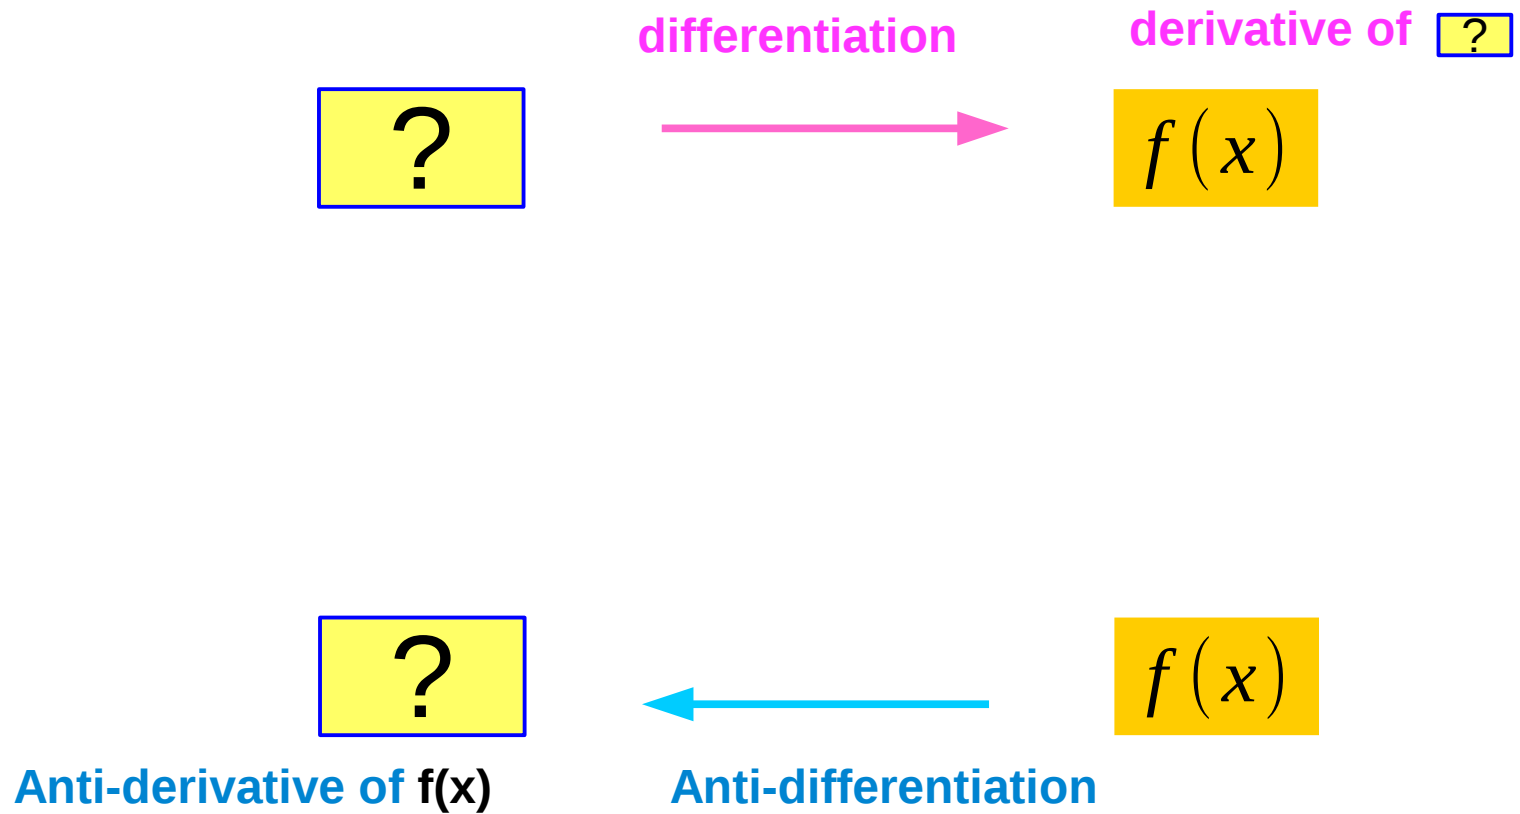 differentiation
derivative of ?
?
f(x)
?
f(x)
Anti-derivative of f(x)
Anti-differentiation